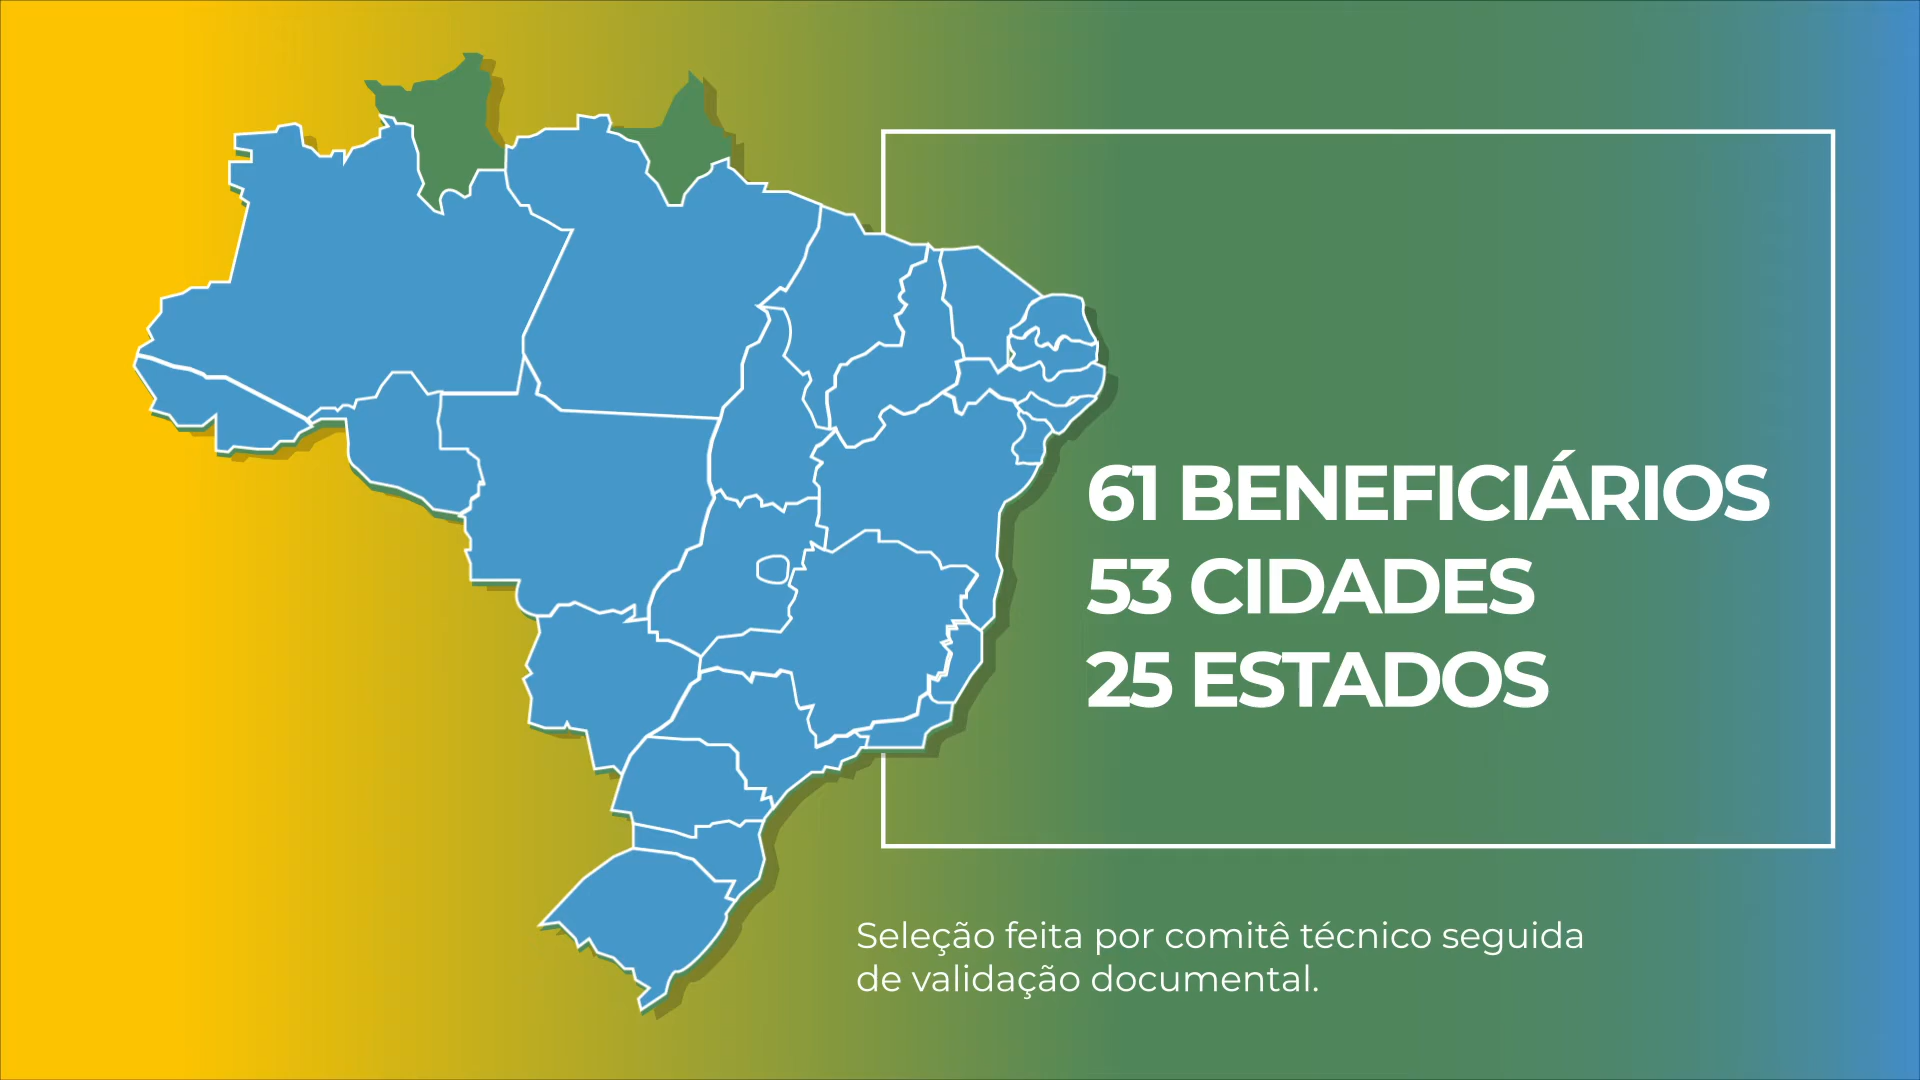 61 BENEFICIÁRIOS
53 CIDADES
25 ESTADOS
Seleção feita por comitê técnico seguida
de validação documental.